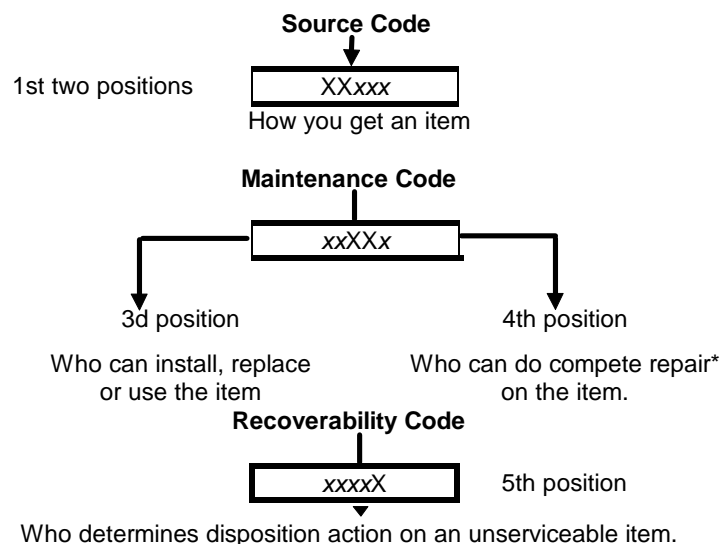 Source Code
1st two positions
XXxxx
How you get an item
Maintenance Code
xxXXx
3d position
4th position
Who can install, replace
or use the item
Who can do compete repair*
on the item.
Recoverability Code
xxxxX
5th position
Who determines disposition action on an unserviceable item.